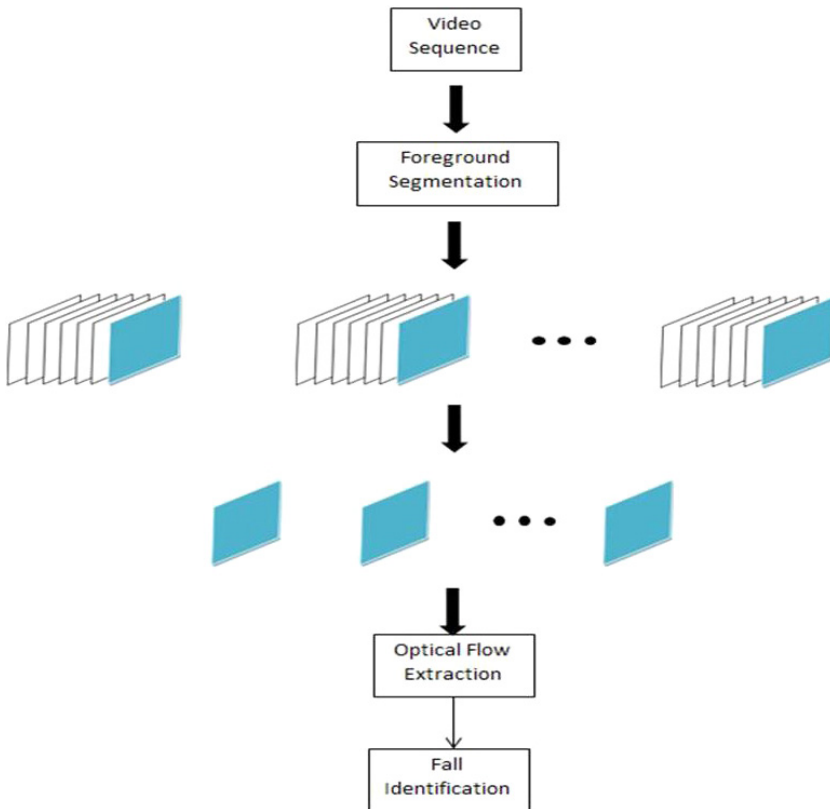 Video
Sequence
Foreground
Segmentation
Optical Flow
Extraction
Fall
Identification